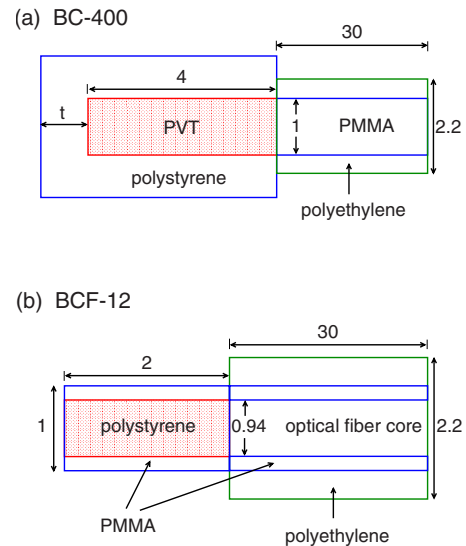 (a) BC-400
30
4
t
PVT
1
PMMA
2.2
polystyrene
polyethylene
(b) BCF-12
30
2
1
polystyrene
0.94
optical fiber core
2.2
PMMA
polyethylene